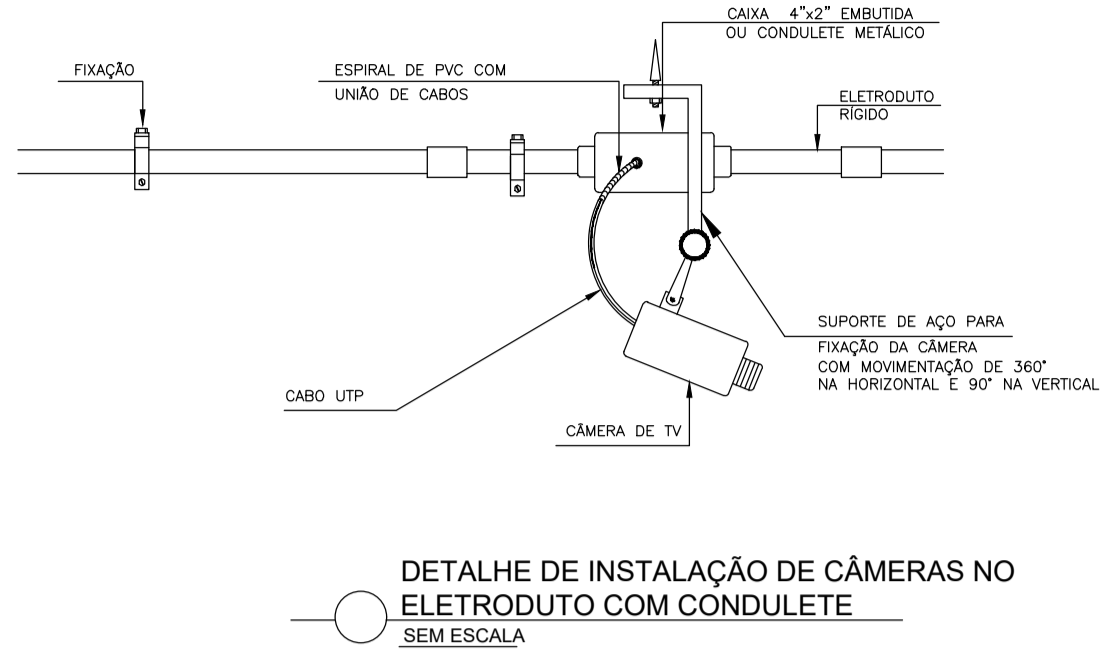 CAIXA 4"x2" EMBUTIDA
OU CONDULETE METÁLICO
FIXAÇÃO
ESPIRAL DE PVC COM
UNIÃO DE CABOS
ELETRODUTO
RÍGIDO
SUPORTE DE AÇO PARA
FIXAÇÃO DA CÂMERA
COM MOVIMENTAÇÃO DE 360°
NA HORIZONTAL E 90° NA VERTICAL
CABO UTP
CÂMERA DE TV
DETALHE DE INSTALAÇÃO DE CÂMERAS NO
ELETRODUTO COM CONDULETE
SEM ESCALA